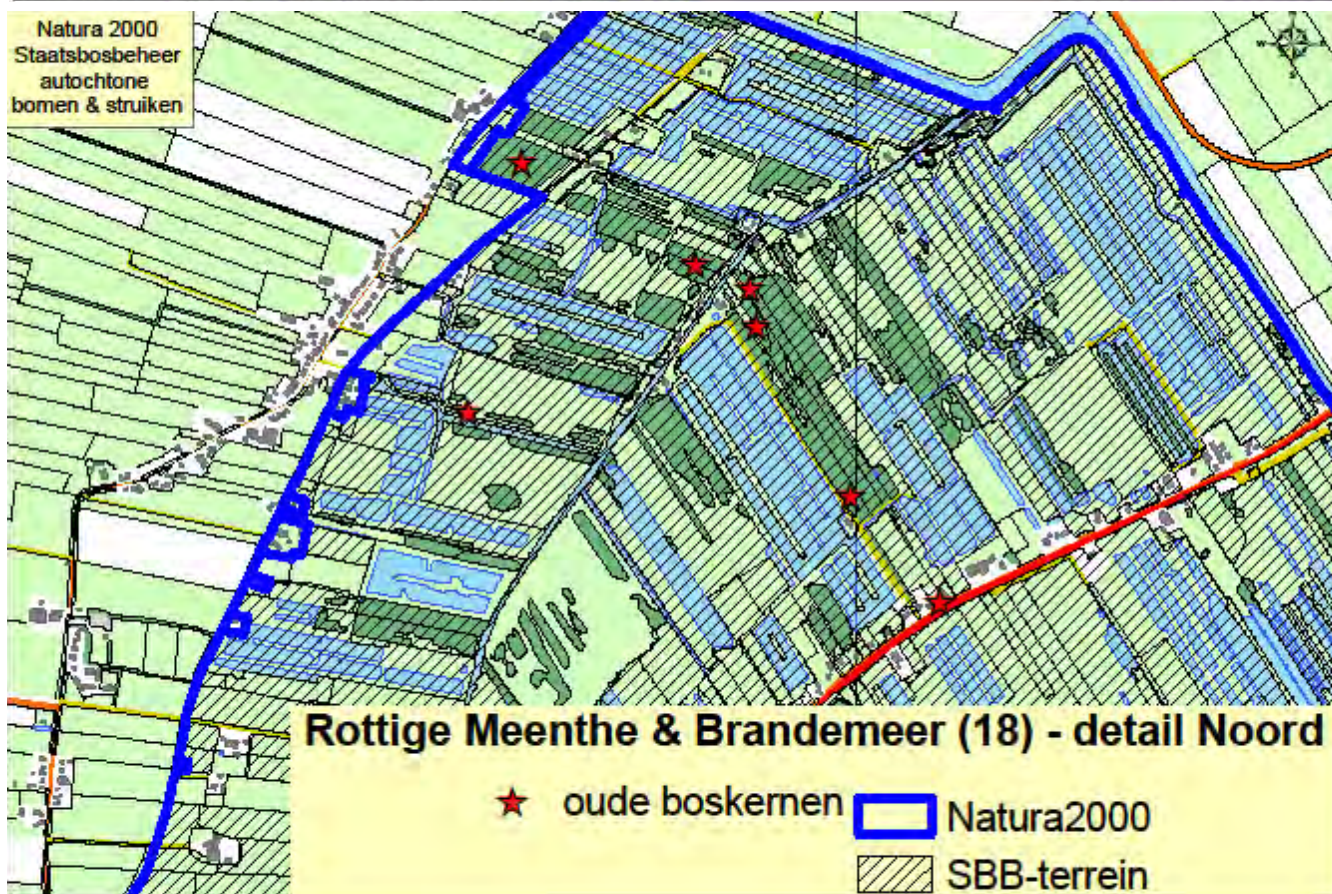 Natura 2000
Staatsbosbeheer
autochtone
bomen & struiken
Rottige Meenthe & Brandemeer (18) - detail Noord
oude boskernen
Natura2000
SBB-terrein